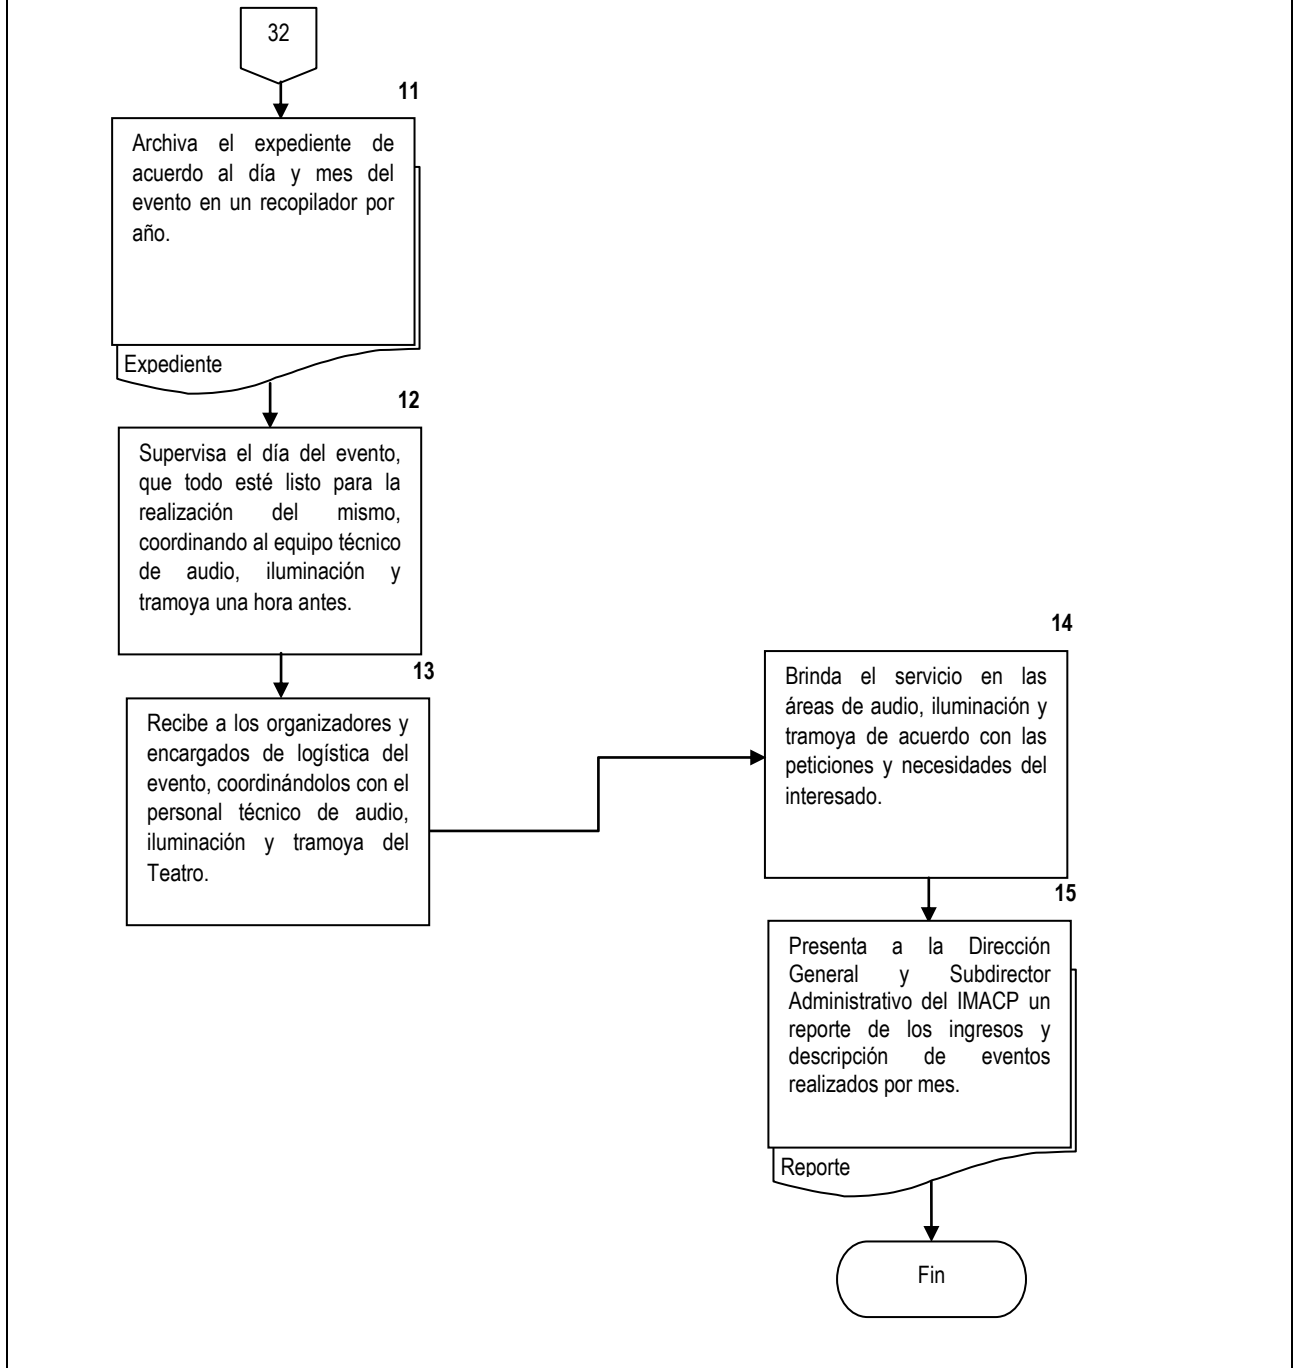 32
11
Archiva el expediente de
acuerdo al día y mes del
evento en un recopilador por
año.
Expediente
12
Supervisa el día del evento,
que todo esté listo para la
realización del mismo,
coordinando al equipo técnico
de audio, iluminación y
tramoya una hora antes.
13
Recibe a los organizadores y
encargados de logística del
evento, coordinándolos con el
personal técnico de audio,
iluminación y tramoya del
Teatro.
14
Brinda el servicio en las
áreas de audio, iluminación y
tramoya de acuerdo con las
peticiones y necesidades del
interesado.
15
Presenta a la Dirección
General y Subdirector
Administrativo del IMACP un
reporte de los ingresos y
descripción de eventos
realizados por mes.
Reporte
Fin